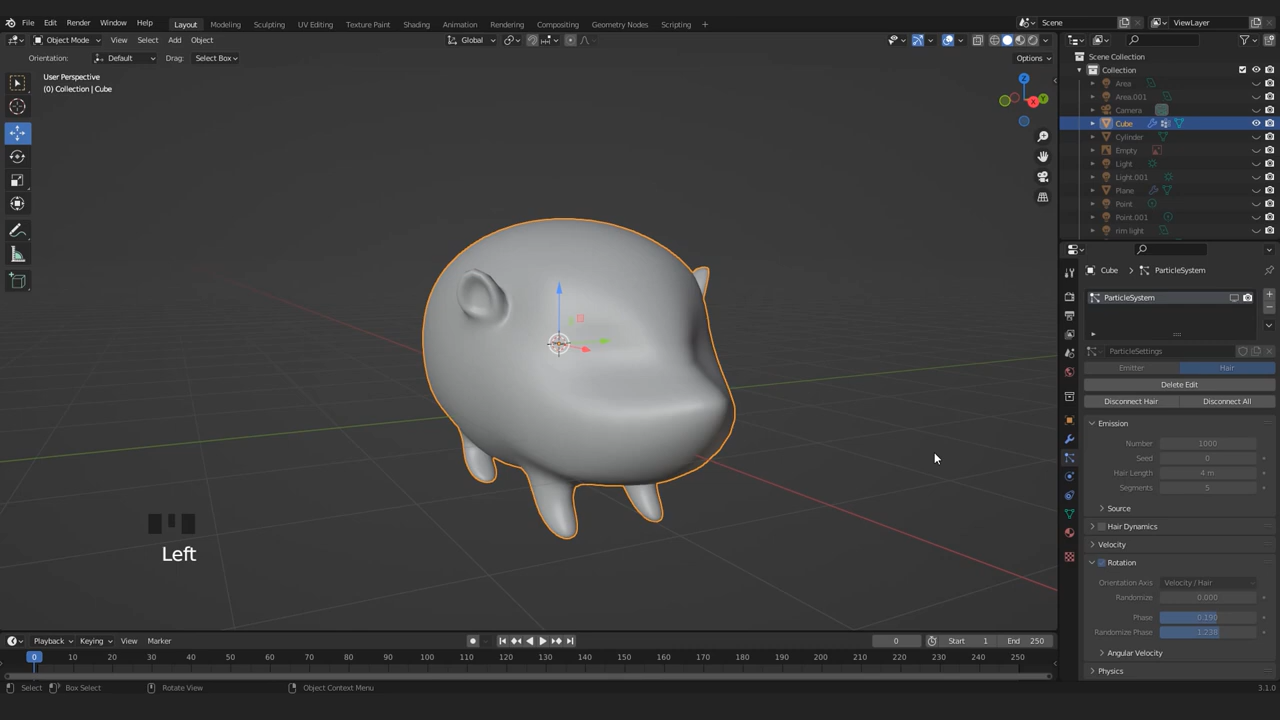 File Edit Render Window Help Layout Modeling Sculpting UV Editing Texture Paint Shading Animation Rendering Compositing Geometry Nodes Scripting + Scene ViewLayer
Object Mode View Select Add Object Global
Orientation: Default Drag: Select Box Options
User Perspective
(0) Collection | Cube
Z
X
Y
Left
Scene Collection
Collection
Area
Area.001
Camera
Cube
Cylinder
Empty
Light
Light.001
Plane
Point
Point.001
rim light
Cube > ParticleSystem
ParticleSystem
ParticleSettings
Emitter Hair
Delete Edit
Disconnect Hair Disconnect All
Emission
Number 1000
Seed 0
Hair Length 4 m
Segments 5
Source
Hair Dynamics
Velocity
Rotation
Orientation Axis Velocity / Hair
Randomize 0.000
Phase 0.190
Randomize Phase 1.238
Angular Velocity
Physics
Playback Keying View Marker 0 Start 1 End 250
0 10 20 30 40 50 60 70 80 90 100 110 120 130 140 150 160 170 180 190 200 210 220 230 240 250
Select Box Select Rotate View Object Context Menu 3.1.0